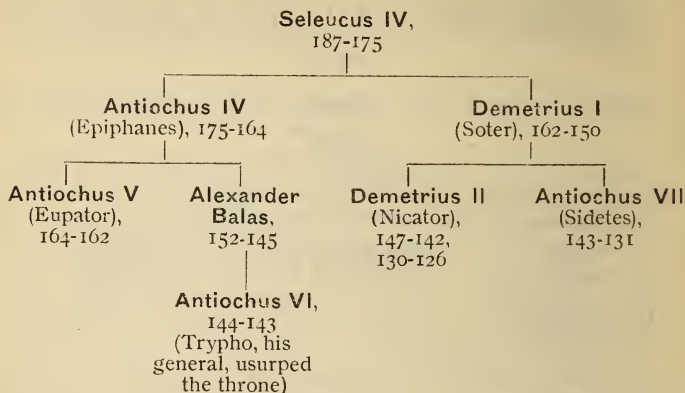 Seleucus IV,
187-175
Antiochus IV
(Epiphanes), 175-164
Demetrius I
(Soter), 162-150
Antiochus V
(Eupator),
164-162
Alexander
Balas,
152-145
Demetrius II
(Nicator),
147-142,
130-126
Antiochus VII
(Sidetes)
143-131
Antiochus VI,
144-143
(Trypho, his
general, usurped
the throne)